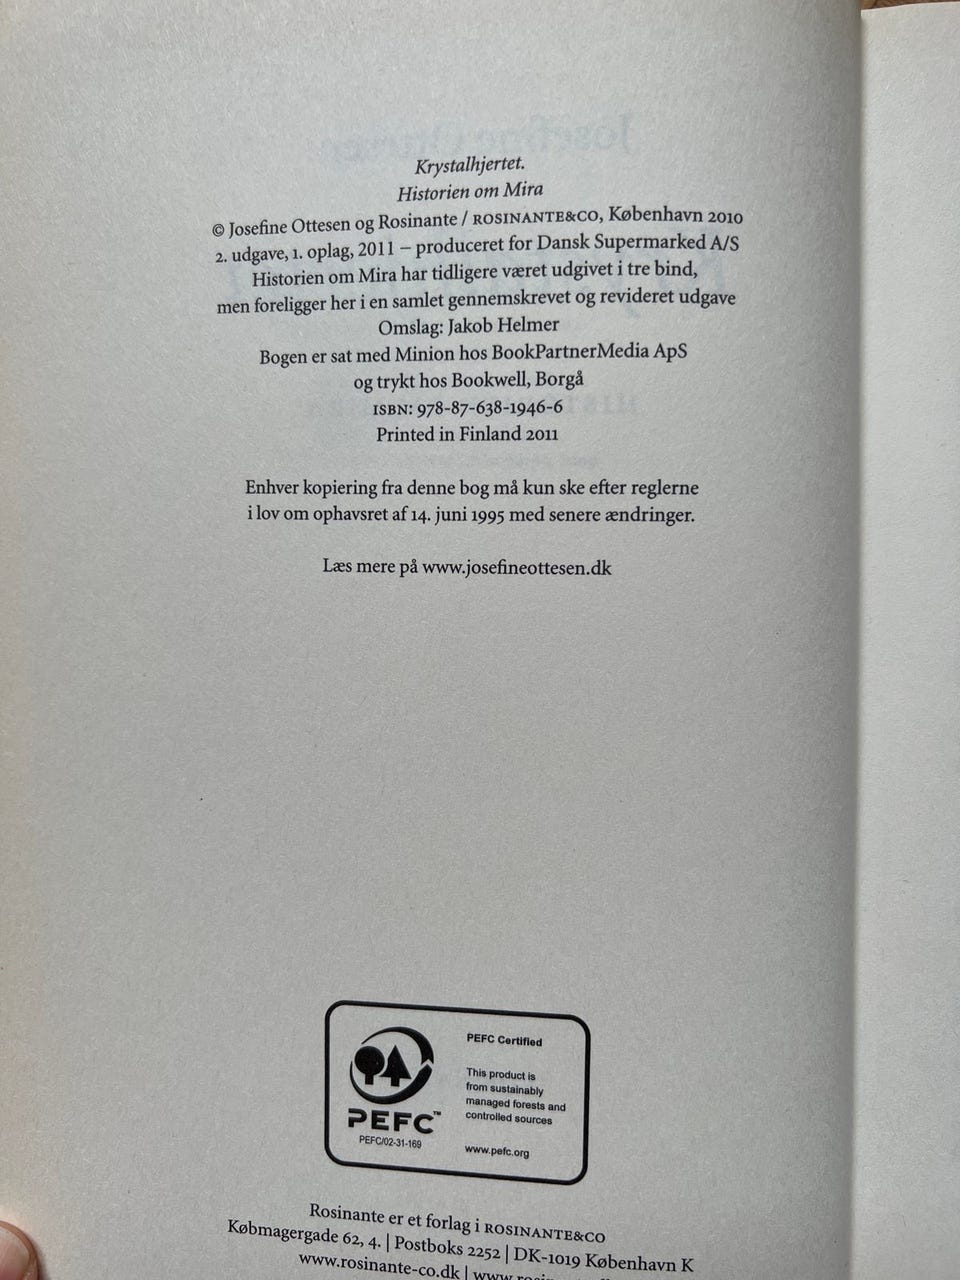 Krystalhjertet.
Historien om Mira
© Josefine Ottesen og Rosinante / ROSINANTE&CO, København 2010
2. udgave, 1. oplag, 2011 – produceret for Dansk Supermarked A/S
Historien om Mira har tidligere været udgivet i tre bind,
men foreligger her i en samlet gennemskrevet og revideret udgave
Omslag: Jakob Helmer
Bogen er sat med Minion hos BookPartnerMedia ApS
og trykt hos Bookwell, Borgå
ISBN: 978-87-638-1946-6
Printed in Finland 2011
Enhver kopiering fra denne bog må kun ske efter reglerne
i lov om ophavsret af 14. juni 1995 med senere ændringer.
Læs mere på www.josefineottesen.dk
PEFC™
PEFC/02-31-169
PEFC Certified
This product is
from sustainably
managed forests and
controlled sources
www.pefc.org
Rosinante er et forlag i ROSINANTE&CO
Købmagergade 62, 4. | Postboks 2252 | DK-1019 København K
www.rosinante-co.dk |